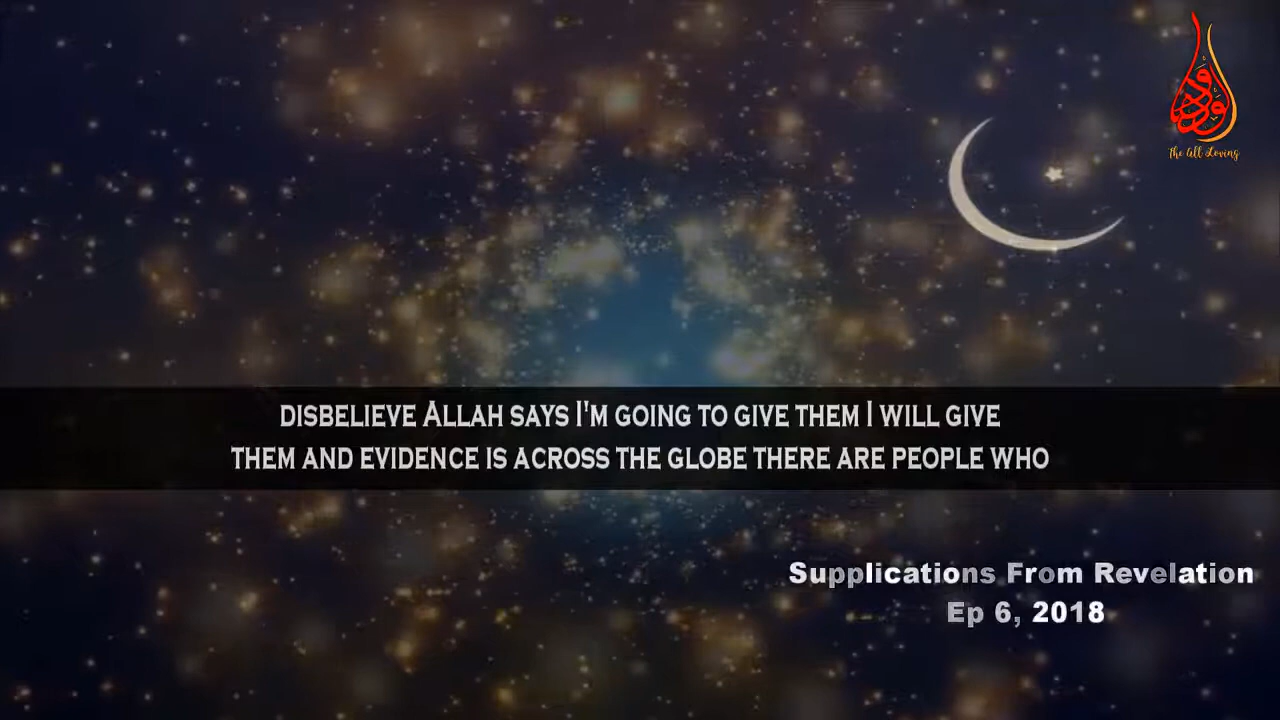 ودود
The All Loving
DISBELIEVE ALLAH SAYS I'M GOING TO GIVE THEM I WILL GIVE
THEM AND EVIDENCE IS ACROSS THE GLOBE THERE ARE PEOPLE WHO
Supplications From Revelation
Ep 6, 2018